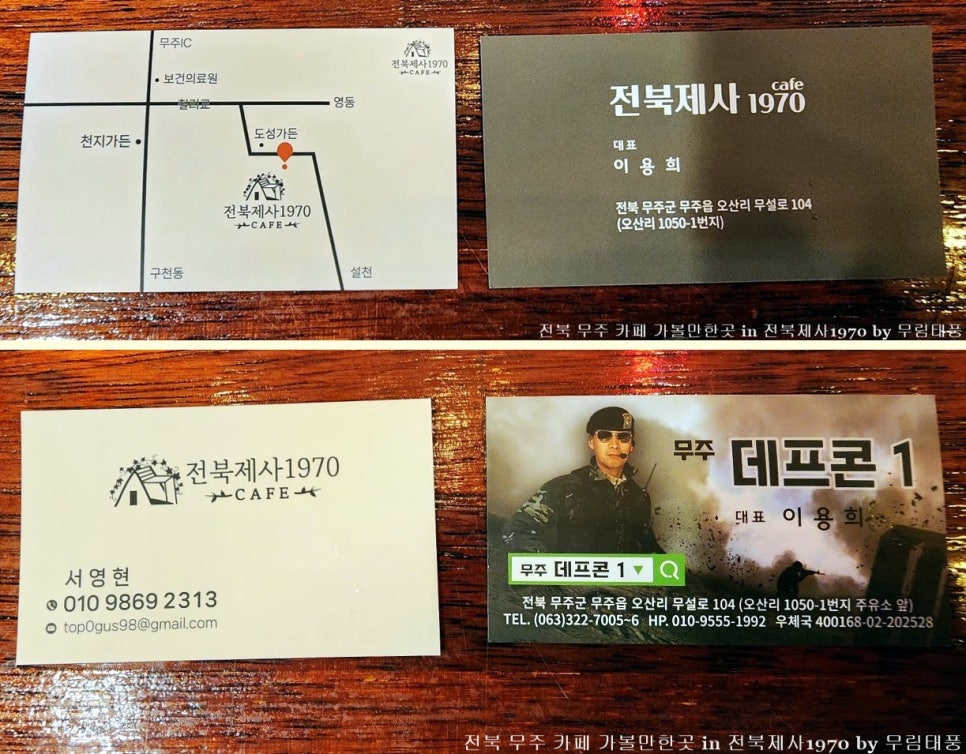 무주IC
전북제사1970
CAFE
보건의료원
철라교
영동
천지가든
도성가든
전북제사1970
CAFE
구천동
설천
cafe
전북제사 1970
대표
이용희
전북 무주군 무주읍 오산리 무설로 104
(오산리 1050-1번지)
전북 무주 카페 가볼만한곳 in 전북제사1970 by 무림태풍
전북제사1970
CAFE
서영현
010 9869 2313
top0gus98@gmail.com
무주 데프콘 1
대표 이용희
무주 데프콘 1
전북 무주군 무주읍 오산리 무설로 104 (오산리 1050-1번지 주유소 앞)
TEL. (063)322-7005~6 HP. 010-9555-1992 우체국 400168-02-202528
전북 무주 카페 가볼만한곳 in 전북제사1970 by 무림태풍